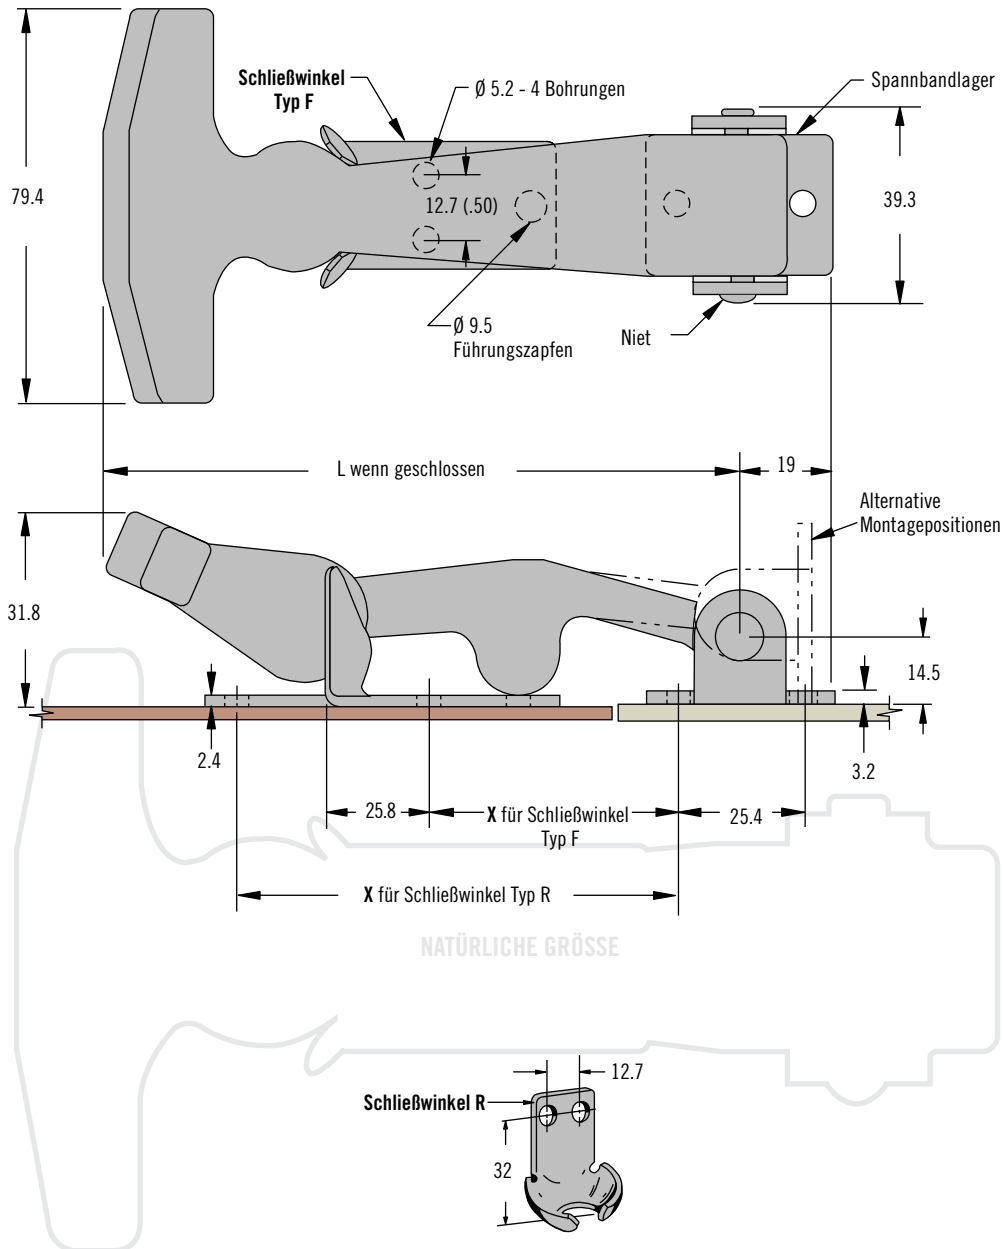 Schließwinkel
Typ F
Ø 5.2 - 4 Bohrungen
Spannbandlager
79.4
12.7 (.50)
39.3
Ø 9.5
Führungszapfen
Niet
L wenn geschlossen
19
Alternative
Montagepositionen
31.8
14.5
2.4
3.2
25.8
X für Schließwinkel
Typ F
25.4
X für Schließwinkel Typ R
NATÜRLICHE GRÖSSE
12.7
Schließwinkel R
32